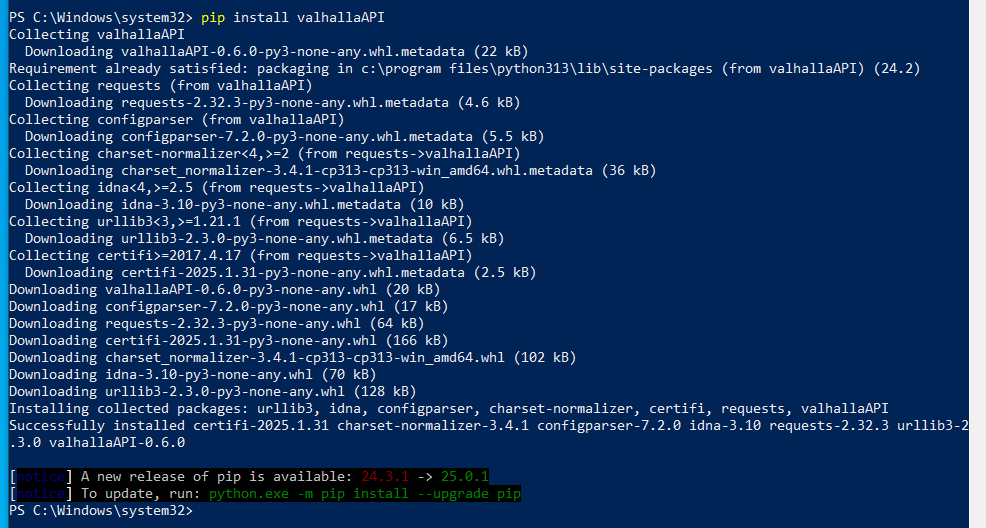 PS C:\Windows\system32> pip install valhallaAPI
Collecting valhallaAPI
  Downloading valhallaAPI-0.6.0-py3-none-any.whl.metadata (22 kB)
Requirement already satisfied: packaging in c:\program files\python313\lib\site-packages (from valhallaAPI) (24.2)
Collecting requests (from valhallaAPI)
  Downloading requests-2.32.3-py3-none-any.whl.metadata (4.6 kB)
Collecting configparser (from valhallaAPI)
  Downloading configparser-7.2.0-py3-none-any.whl.metadata (5.5 kB)
Collecting charset-normalizer<4,>=2 (from requests->valhallaAPI)
  Downloading charset_normalizer-3.4.1-cp313-cp313-win_amd64.whl.metadata (36 kB)
Collecting idna<4,>=2.5 (from requests->valhallaAPI)
  Downloading idna-3.10-py3-none-any.whl.metadata (10 kB)
Collecting urllib3<3,>=1.21.1 (from requests->valhallaAPI)
  Downloading urllib3-2.3.0-py3-none-any.whl.metadata (6.5 kB)
Collecting certifi>=2017.4.17 (from requests->valhallaAPI)
  Downloading certifi-2025.1.31-py3-none-any.whl.metadata (2.5 kB)
Downloading valhallaAPI-0.6.0-py3-none-any.whl (20 kB)
Downloading configparser-7.2.0-py3-none-any.whl (17 kB)
Downloading requests-2.32.3-py3-none-any.whl (64 kB)
Downloading certifi-2025.1.31-py3-none-any.whl (166 kB)
Downloading charset_normalizer-3.4.1-cp313-cp313-win_amd64.whl (102 kB)
Downloading idna-3.10-py3-none-any.whl (70 kB)
Downloading urllib3-2.3.0-py3-none-any.whl (128 kB)
Installing collected packages: urllib3, idna, configparser, charset-normalizer, certifi, requests, valhallaAPI
Successfully installed certifi-2025.1.31 charset-normalizer-3.4.1 configparser-7.2.0 idna-3.10 requests-2.32.3 urllib3-2
.3.0 valhallaAPI-0.6.0

[notice] A new release of pip is available: 24.3.1 -> 25.0.1
[notice] To update, run: python.exe -m pip install --upgrade pip
PS C:\Windows\system32>